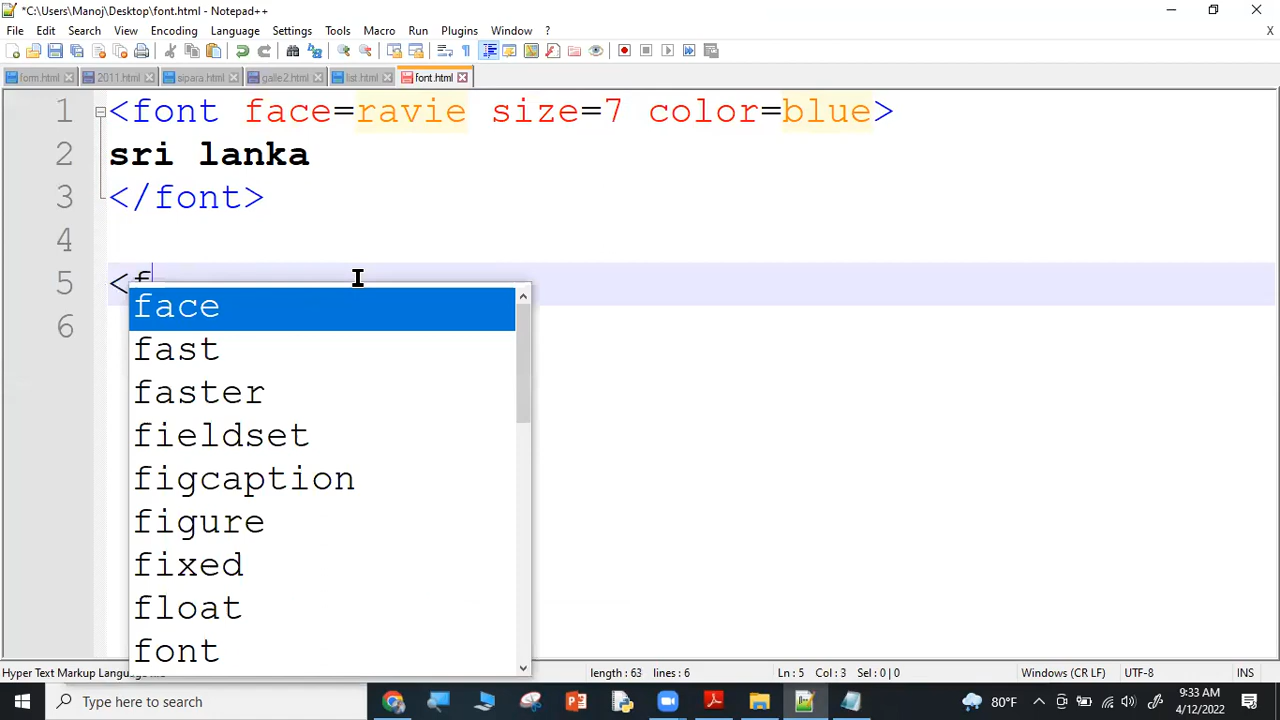 *C:\Users\Manoj\Desktop\font.html - Notepad++
File Edit Search View Encoding Language Settings Tools Macro Run Plugins Window ? X
form.html 2011.html sipara.html galle2.html list.html font.html
1 <font face=ravie size=7 color=blue>
2 sri lanka
3 </font>
4
5 <f
6
face
fast
faster
fieldset
figcaption
figure
fixed
float
font
Hyper Text Markup Language length : 63 lines : 6 Ln : 5 Col : 3 Sel : 0 | 0 Windows (CR LF) UTF-8 INS
Type here to search 80°F 9:33 AM
4/12/2022